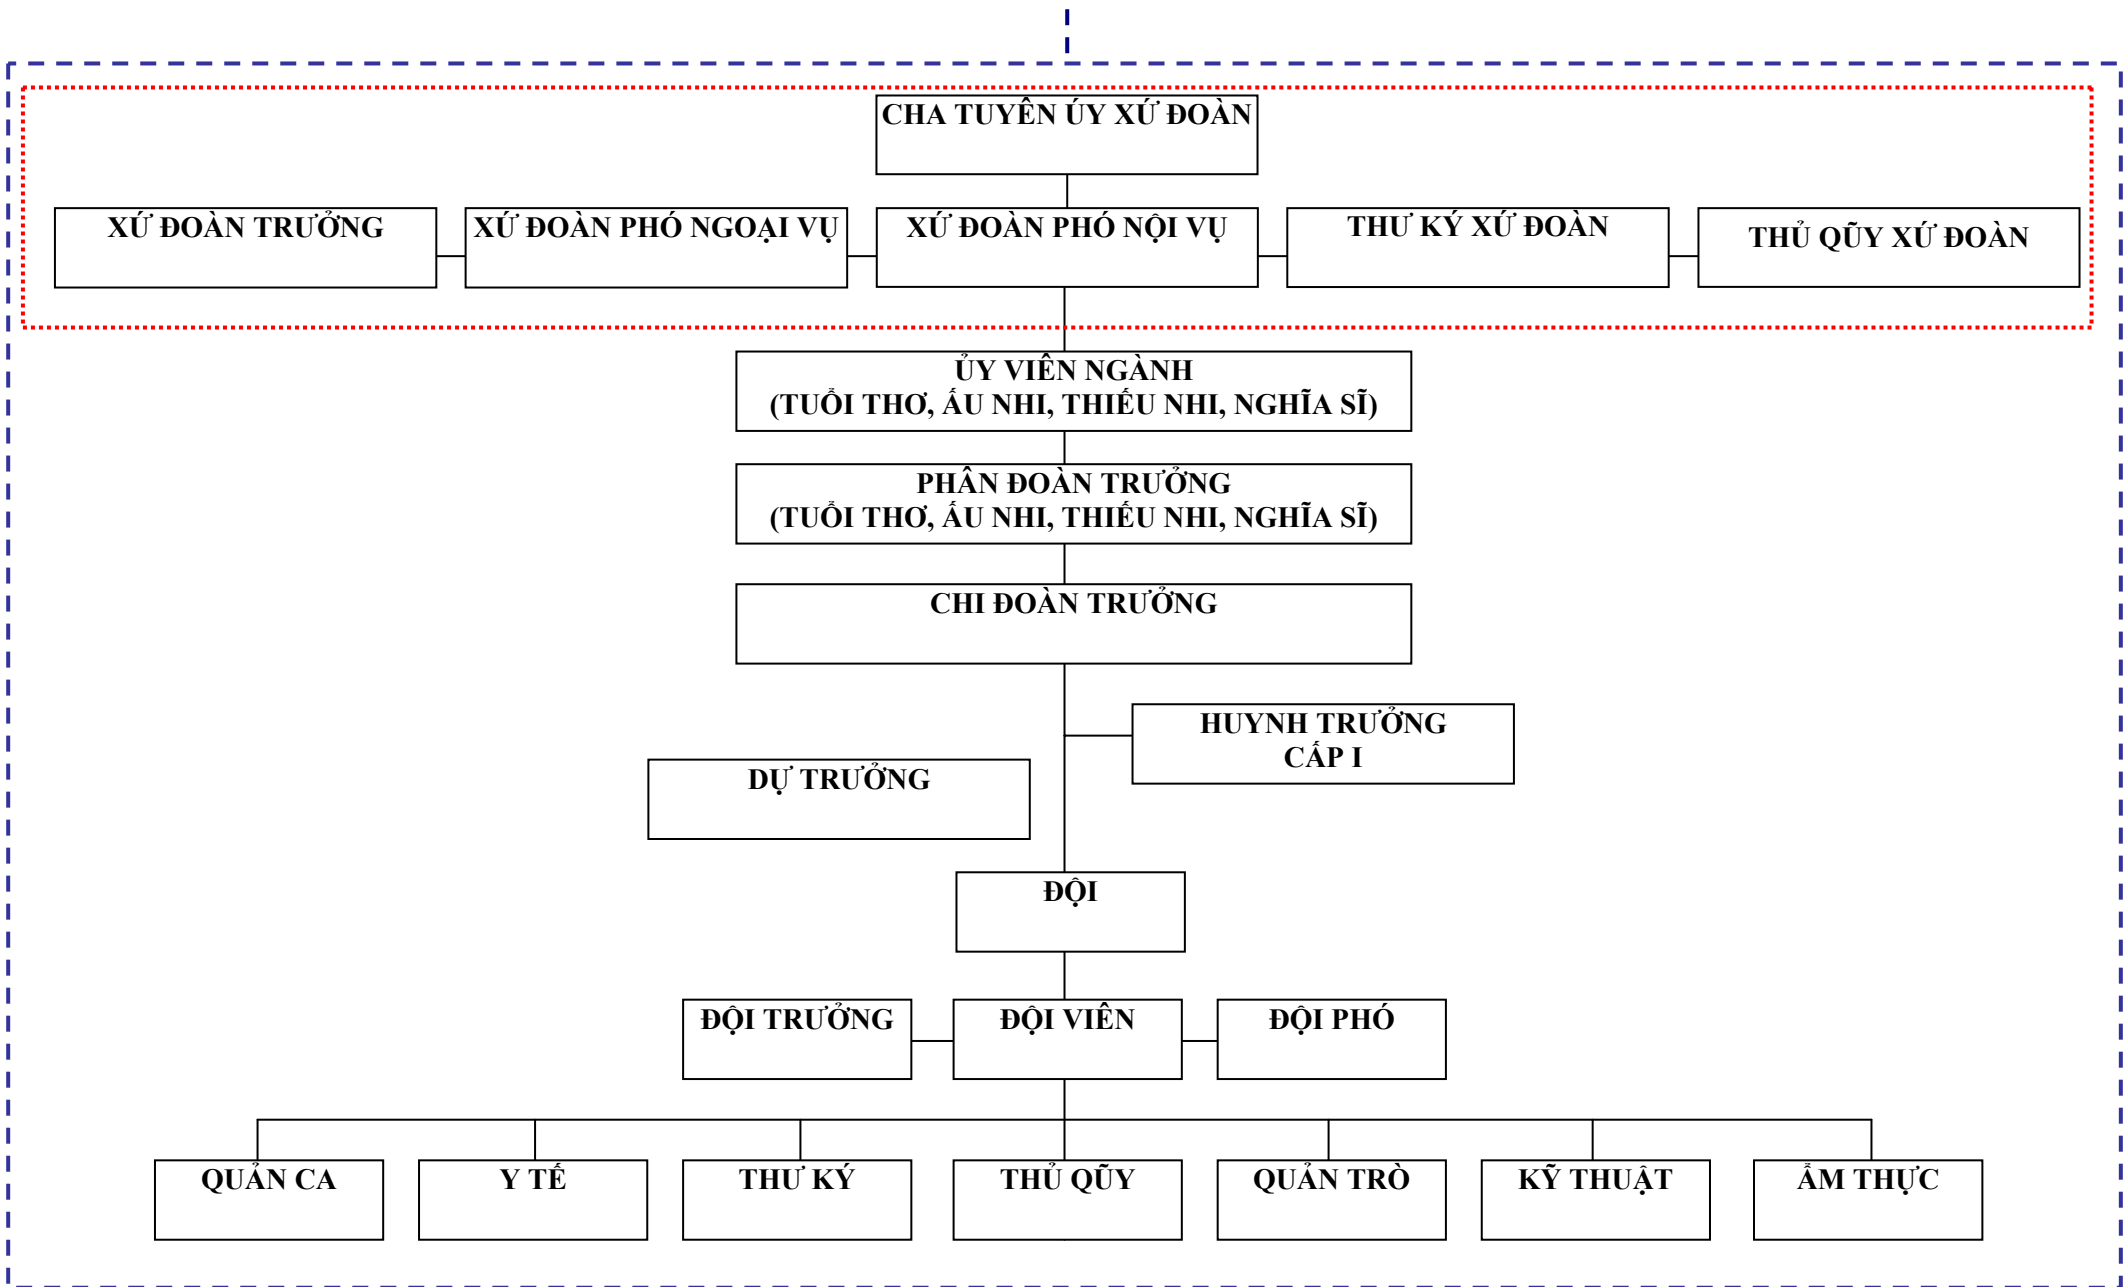 CHA TUYÊN ÚY XỨ ĐOÀN
XỨ ĐOÀN TRƯỞNG
XỨ ĐOÀN PHÓ NGOẠI VỤ
XỨ ĐOÀN PHÓ NỘI VỤ
THƯ KÝ XỨ ĐOÀN
THỦ QŨY XỨ ĐOÀN
ỦY VIÊN NGÀNH
(TUỔI THƠ, ẤU NHI, THIẾU NHI, NGHĨA SĨ)
PHÂN ĐOÀN TRƯỞNG
(TUỔI THƠ, ẤU NHI, THIẾU NHI, NGHĨA SĨ)
CHI ĐOÀN TRƯỞNG
HUYNH TRƯỞNG
CẤP I
DỰ TRƯỞNG
ĐỘI
ĐỘI TRƯỞNG
ĐỘI VIÊN
ĐỘI PHÓ
QUẢN CA
Y TẾ
THƯ KÝ
THỦ QŨY
QUẢN TRÒ
KỸ THUẬT
ẨM THỰC